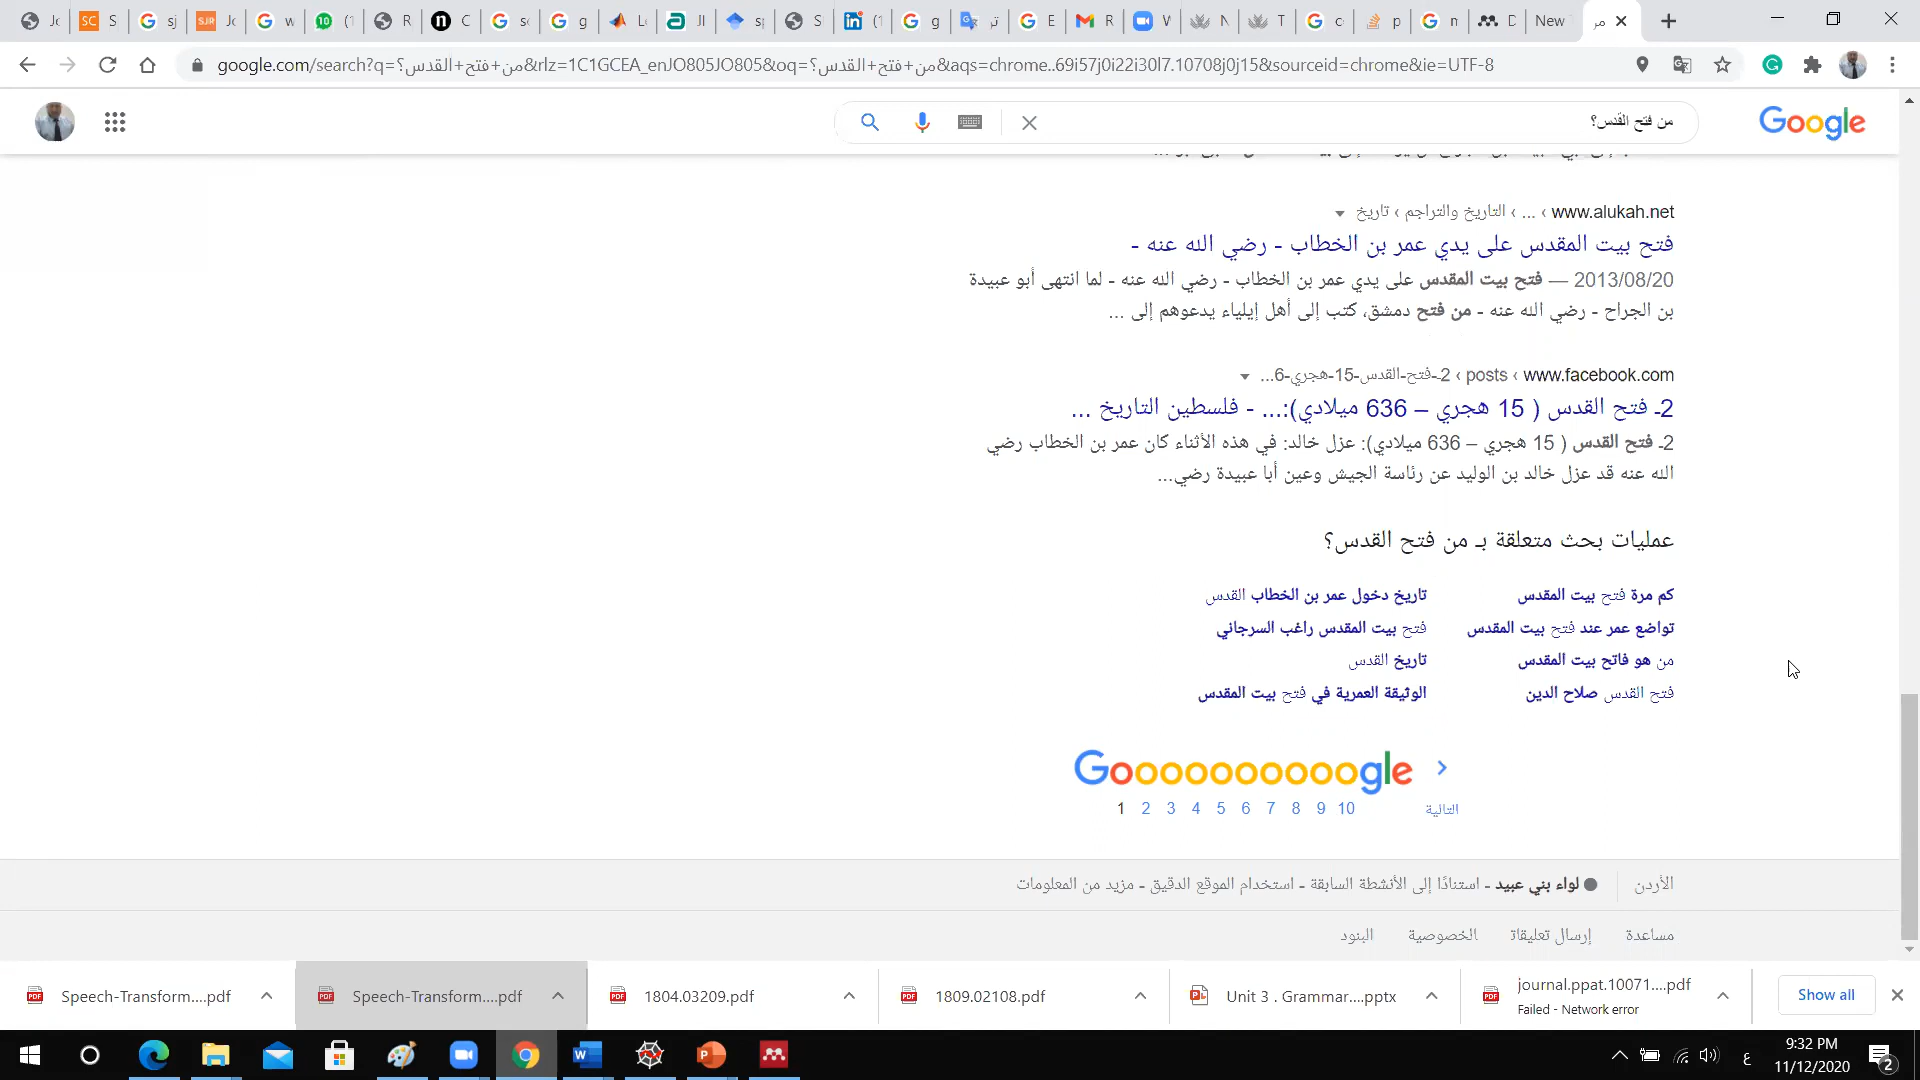 google.com/search?q=من+فتح+القدس؟&rlz=1C1GCEA_enJO805JO805&oq=من+فتح+القدس؟&aqs=chrome..69i57j0i22i30l7.10708j0j15&sourceid=chrome&ie=UTF-8
من فتح القدس؟
Google
www.alukah.net › ... › التاريخ والتراجم › تاريخ
فتح بيت المقدس على يدي عمر بن الخطاب - رضي الله عنه -
2013/08/20 — فتح بيت المقدس على يدي عمر بن الخطاب - رضي الله عنه - لما انتهى أبو عبيدة
بن الجراح - رضي الله عنه - من فتح دمشق، كتب إلى أهل إيلياء يدعوهم إلى ...
www.facebook.com › posts › 2ـ-فتح-القدس-15-هجري-6...
2ـ فتح القدس ( 15 هجري – 636 ميلادي):... - فلسطين التاريخ ...
2ـ فتح القدس ( 15 هجري – 636 ميلادي): عزل خالد: في هذه الأثناء كان عمر بن الخطاب رضي
الله عنه قد عزل خالد بن الوليد عن رئاسة الجيش وعين أبا عبيدة رضي...
عمليات بحث متعلقة بـ من فتح القدس؟
كم مرة فتح بيت المقدس
تاريخ دخول عمر بن الخطاب القدس
تواضع عمر عند فتح بيت المقدس
فتح بيت المقدس راغب السرجاني
من هو فاتح بيت المقدس
تاريخ القدس
فتح القدس صلاح الدين
الوثيقة العمرية في فتح بيت المقدس
Goooooooooogle
1 2 3 4 5 6 7 8 9 10 التالية
الأردن
لواء بني عبيد - استنادًا إلى الأنشطة السابقة - استخدام الموقع الدقيق - مزيد من المعلومات
مساعدة إرسال تعليقات الخصوصية البنود
Speech-Transform....pdf
Speech-Transform....pdf
1804.03209.pdf
1809.02108.pdf
Unit 3 . Grammar....pptx
journal.ppat.10071....pdf
Failed - Network error
Show all
9:32 PM
11/12/2020
ع
2